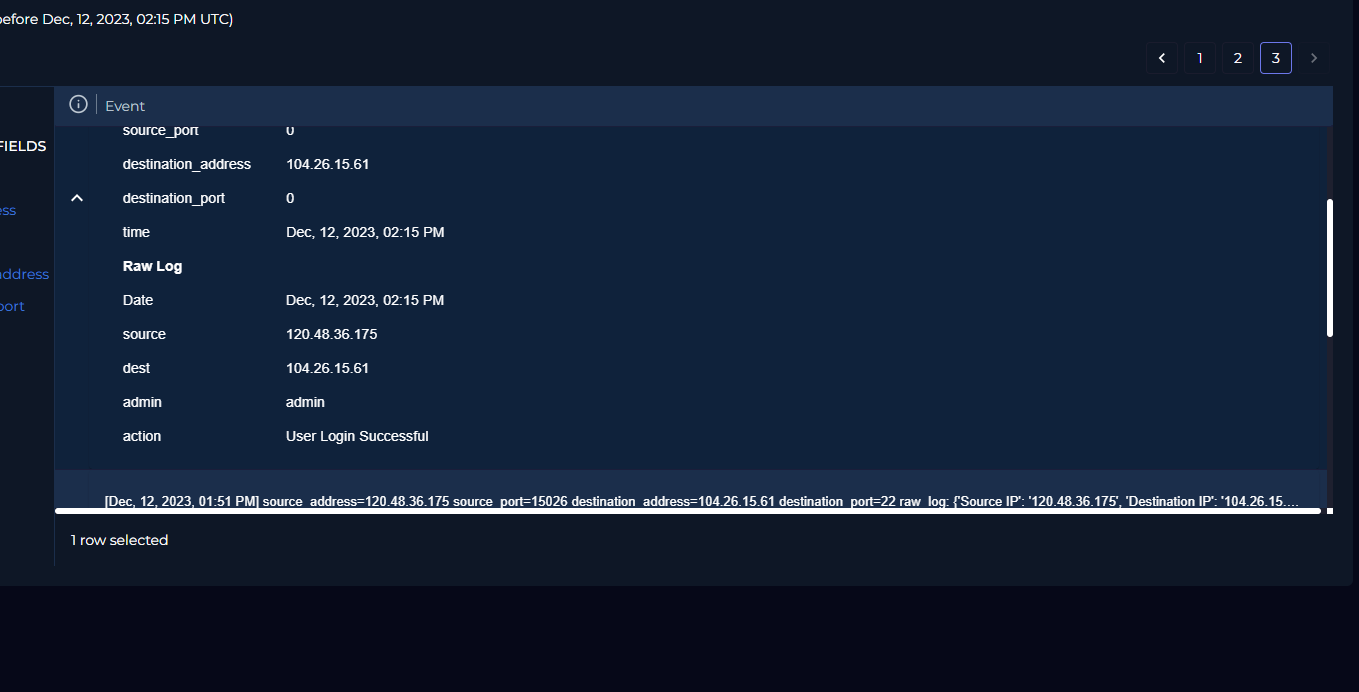 before Dec, 12, 2023, 02:15 PM UTC)
1 2 3
Event
FIELDS
ess
address
port
source_port 0
destination_address 104.26.15.61
destination_port 0
time Dec, 12, 2023, 02:15 PM
Raw Log
Date Dec, 12, 2023, 02:15 PM
source 120.48.36.175
dest 104.26.15.61
admin admin
action User Login Successful
[Dec, 12, 2023, 01:51 PM] source_address=120.48.36.175 source_port=15026 destination_address=104.26.15.61 destination_port=22 raw_log: {'Source IP': '120.48.36.175', 'Destination IP': '104.26.15....
1 row selected